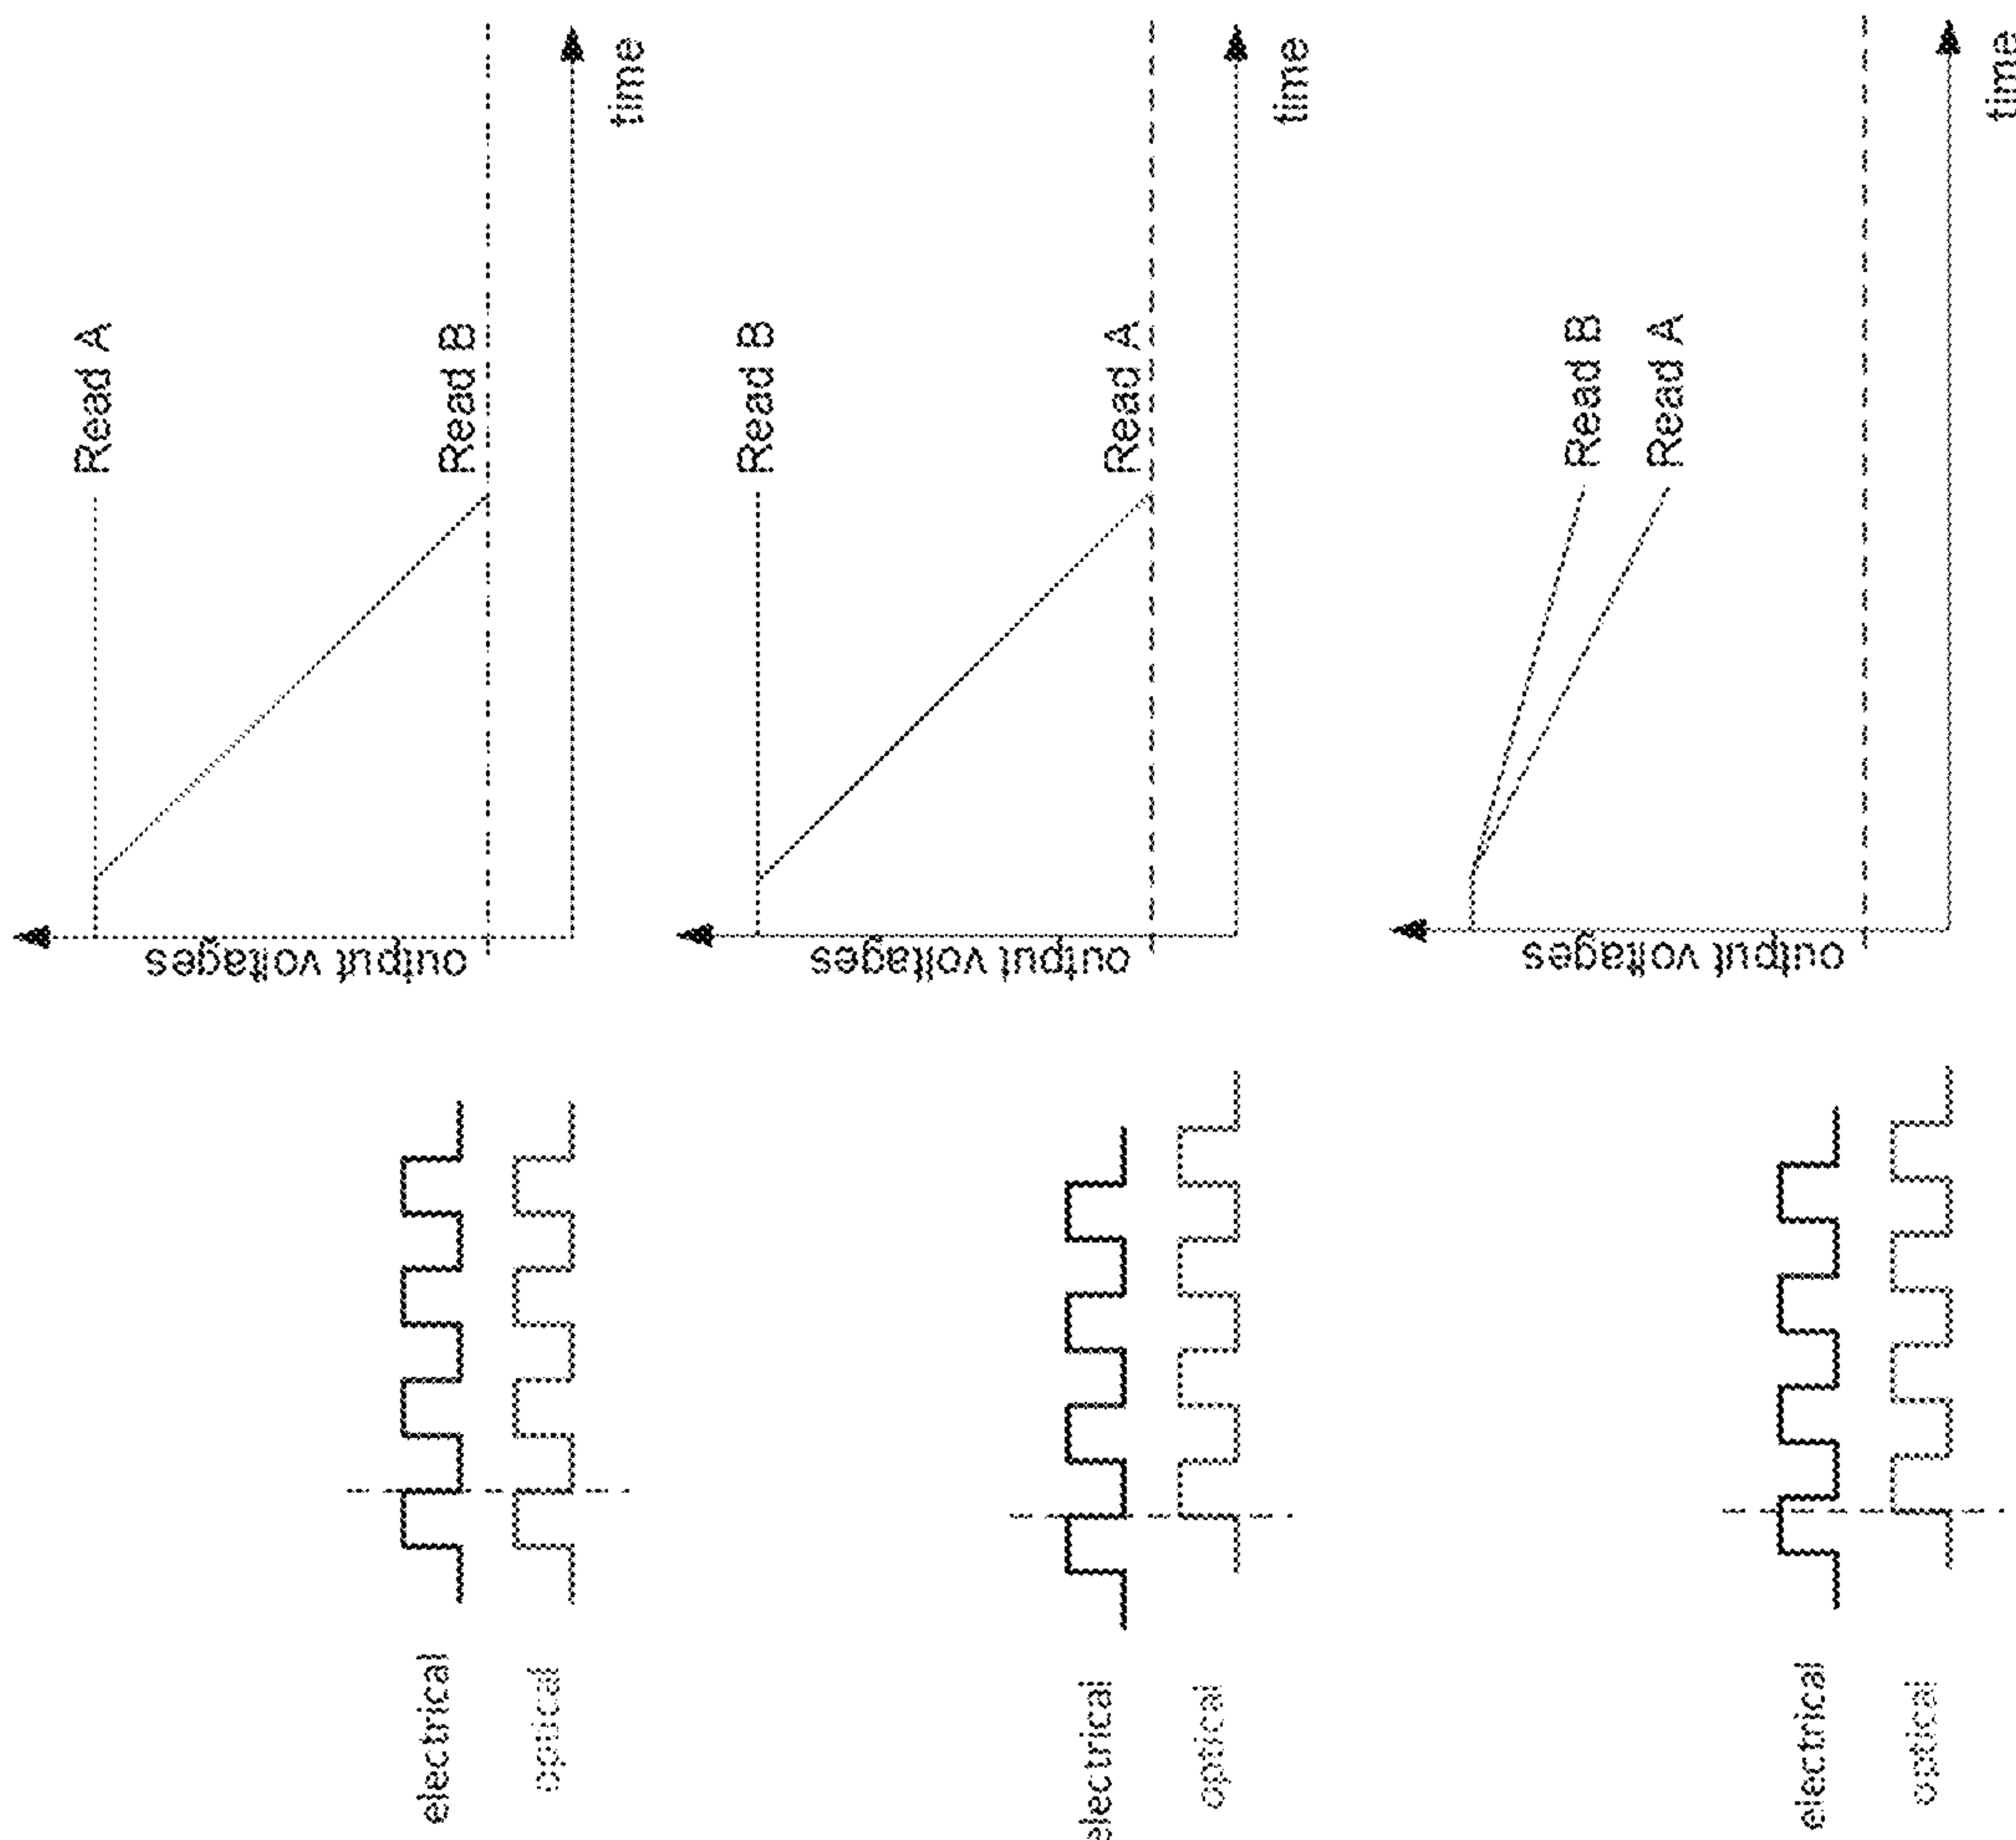 Read A
output voltages
Read B
electrical
optical
time
Read B
output voltages
Read A
electrical
optical
time
Read B
output voltages
Read A
electrical
optical
time